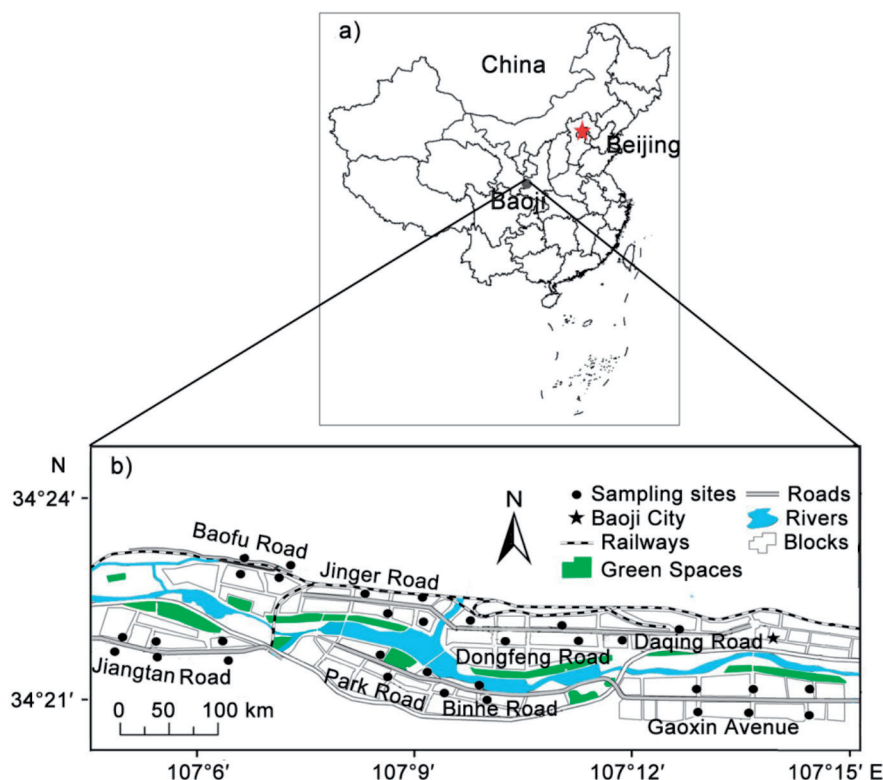 a)
China
Beijing
Baoji
b)
N
34°24′
34°21′
N
Sampling sites
Baoji City
Railways
Green Spaces
Roads
Rivers
Blocks
Baofu Road
Jinger Road
Jiangtan Road
Dongfeng Road
Daqing Road
Park Road
Binhe Road
Gaoxin Avenue
0 50 100 km
107°6′ 107°9′ 107°12′ 107°15′ E